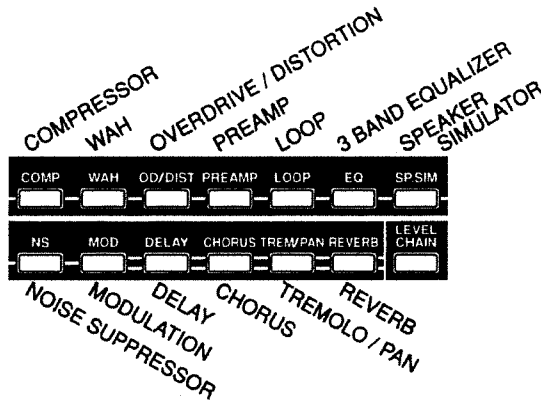 COMPRESSOR
WAH
OVERDRIVE / DISTORTION
PREAMP
LOOP
3 BAND EQUALIZER
SPEAKER
SIMULATOR
COMP WAH OD/DIST PREAMP LOOP EQ SP.SIM
NS MOD DELAY CHORUS TREM/PAN REVERB LEVEL
CHAIN
NOISE SUPPRESSOR
MODULATION
DELAY
CHORUS
TREMOLO / PAN
REVERB